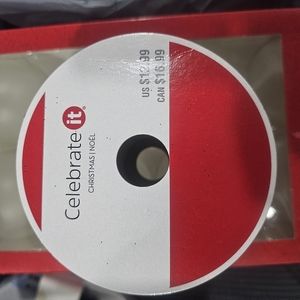 Celebrate it®
CHRISTMAS | NOËL
US $12.99
CAN $16.99